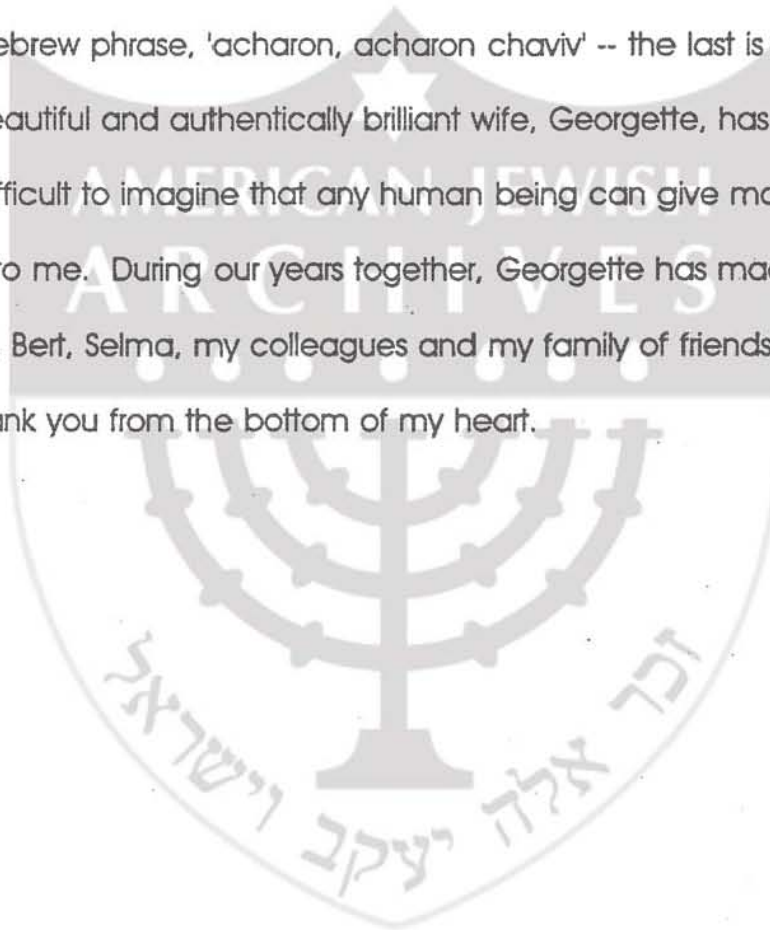 ebrew phrase, 'acharon, acharon chaviv' -- the last is
eautiful and authentically brilliant wife, Georgette, has
fficult to imagine that any human being can give mo
to me. During our years together, Georgette has mad
Bert, Selma, my colleagues and my family of friends
nk you from the bottom of my heart.
AMERICAN JEWISH
ARCHIVES
זכר אלה יעקב וישראל